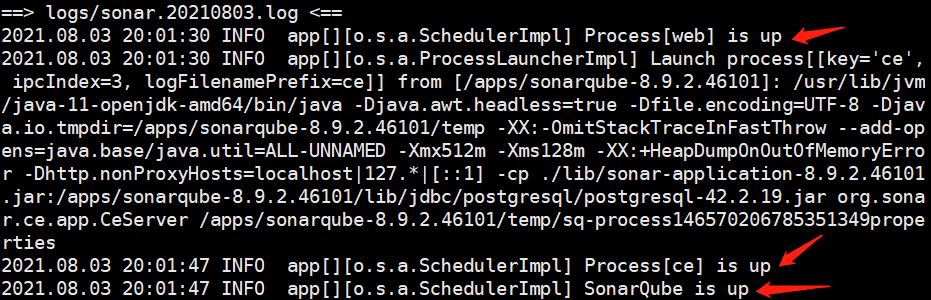 ==> logs/sonar.20210803.log <==
2021.08.03 20:01:30 INFO  app[][o.s.a.SchedulerImpl] Process[web] is up
2021.08.03 20:01:30 INFO  app[][o.s.a.ProcessLauncherImpl] Launch process[[key='ce',
 ipcIndex=3, logFilenamePrefix=ce]] from [/apps/sonarqube-8.9.2.46101]: /usr/lib/jvm
/java-11-openjdk-amd64/bin/java -Djava.awt.headless=true -Dfile.encoding=UTF-8 -Djav
a.io.tmpdir=/apps/sonarqube-8.9.2.46101/temp -XX:-OmitStackTraceInFastThrow --add-op
ens=java.base/java.util=ALL-UNNAMED -Xmx512m -Xms128m -XX:+HeapDumpOnOutOfMemoryErro
r -Dhttp.nonProxyHosts=localhost|127.*|[::1] -cp ./lib/sonar-application-8.9.2.46101
.jar:/apps/sonarqube-8.9.2.46101/lib/jdbc/postgresql/postgresql-42.2.19.jar org.sona
r.ce.app.CeServer /apps/sonarqube-8.9.2.46101/temp/sq-process146570206785351349prope
rties
2021.08.03 20:01:47 INFO  app[][o.s.a.SchedulerImpl] Process[ce] is up
2021.08.03 20:01:47 INFO  app[][o.s.a.SchedulerImpl] SonarQube is up